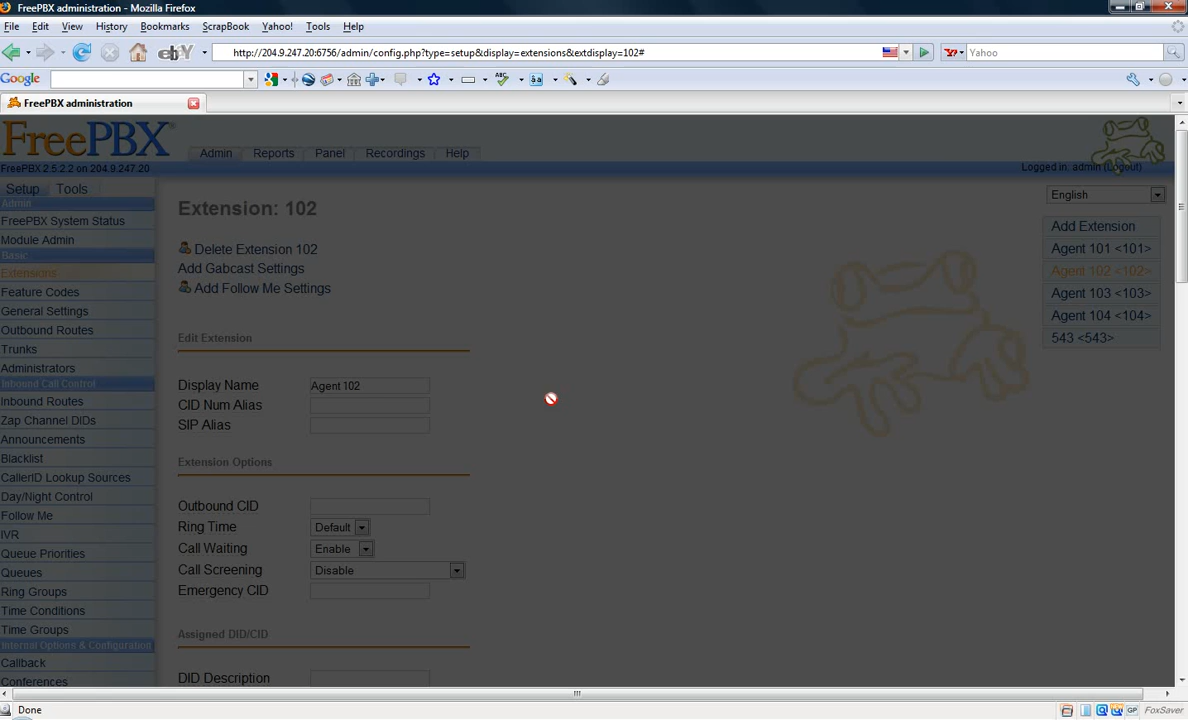 FreePBX administration - Mozilla Firefox
File Edit View History Bookmarks ScrapBook Yahoo! Tools Help
ebY http://204.9.247.20:6756/admin/config.php?type=setup&display=extensions&extdisplay=102# Yahoo
Google
FreePBX administration
FreePBX
Admin Reports Panel Recordings Help
FreePBX 2.5.2.2 on 204.9.247.20 Logged in: admin (Logout)
Setup Tools
English
Admin
FreePBX System Status
Module Admin
Basic
Extensions
Feature Codes
General Settings
Outbound Routes
Trunks
Administrators
Inbound Call Control
Inbound Routes
Zap Channel DIDs
Announcements
Blacklist
CallerID Lookup Sources
Day/Night Control
Follow Me
IVR
Queue Priorities
Queues
Ring Groups
Time Conditions
Time Groups
Internal Options & Configuration
Callback
Conferences
Extension: 102
Delete Extension 102
Add Gabcast Settings
Add Follow Me Settings
Edit Extension
Display Name Agent 102
CID Num Alias
SIP Alias
Extension Options
Outbound CID
Ring Time Default
Call Waiting Enable
Call Screening Disable
Emergency CID
Assigned DID/CID
DID Description
Add Extension
Agent 101 <101>
Agent 102 <102>
Agent 103 <103>
Agent 104 <104>
543 <543>
Done
GP FoxSaver